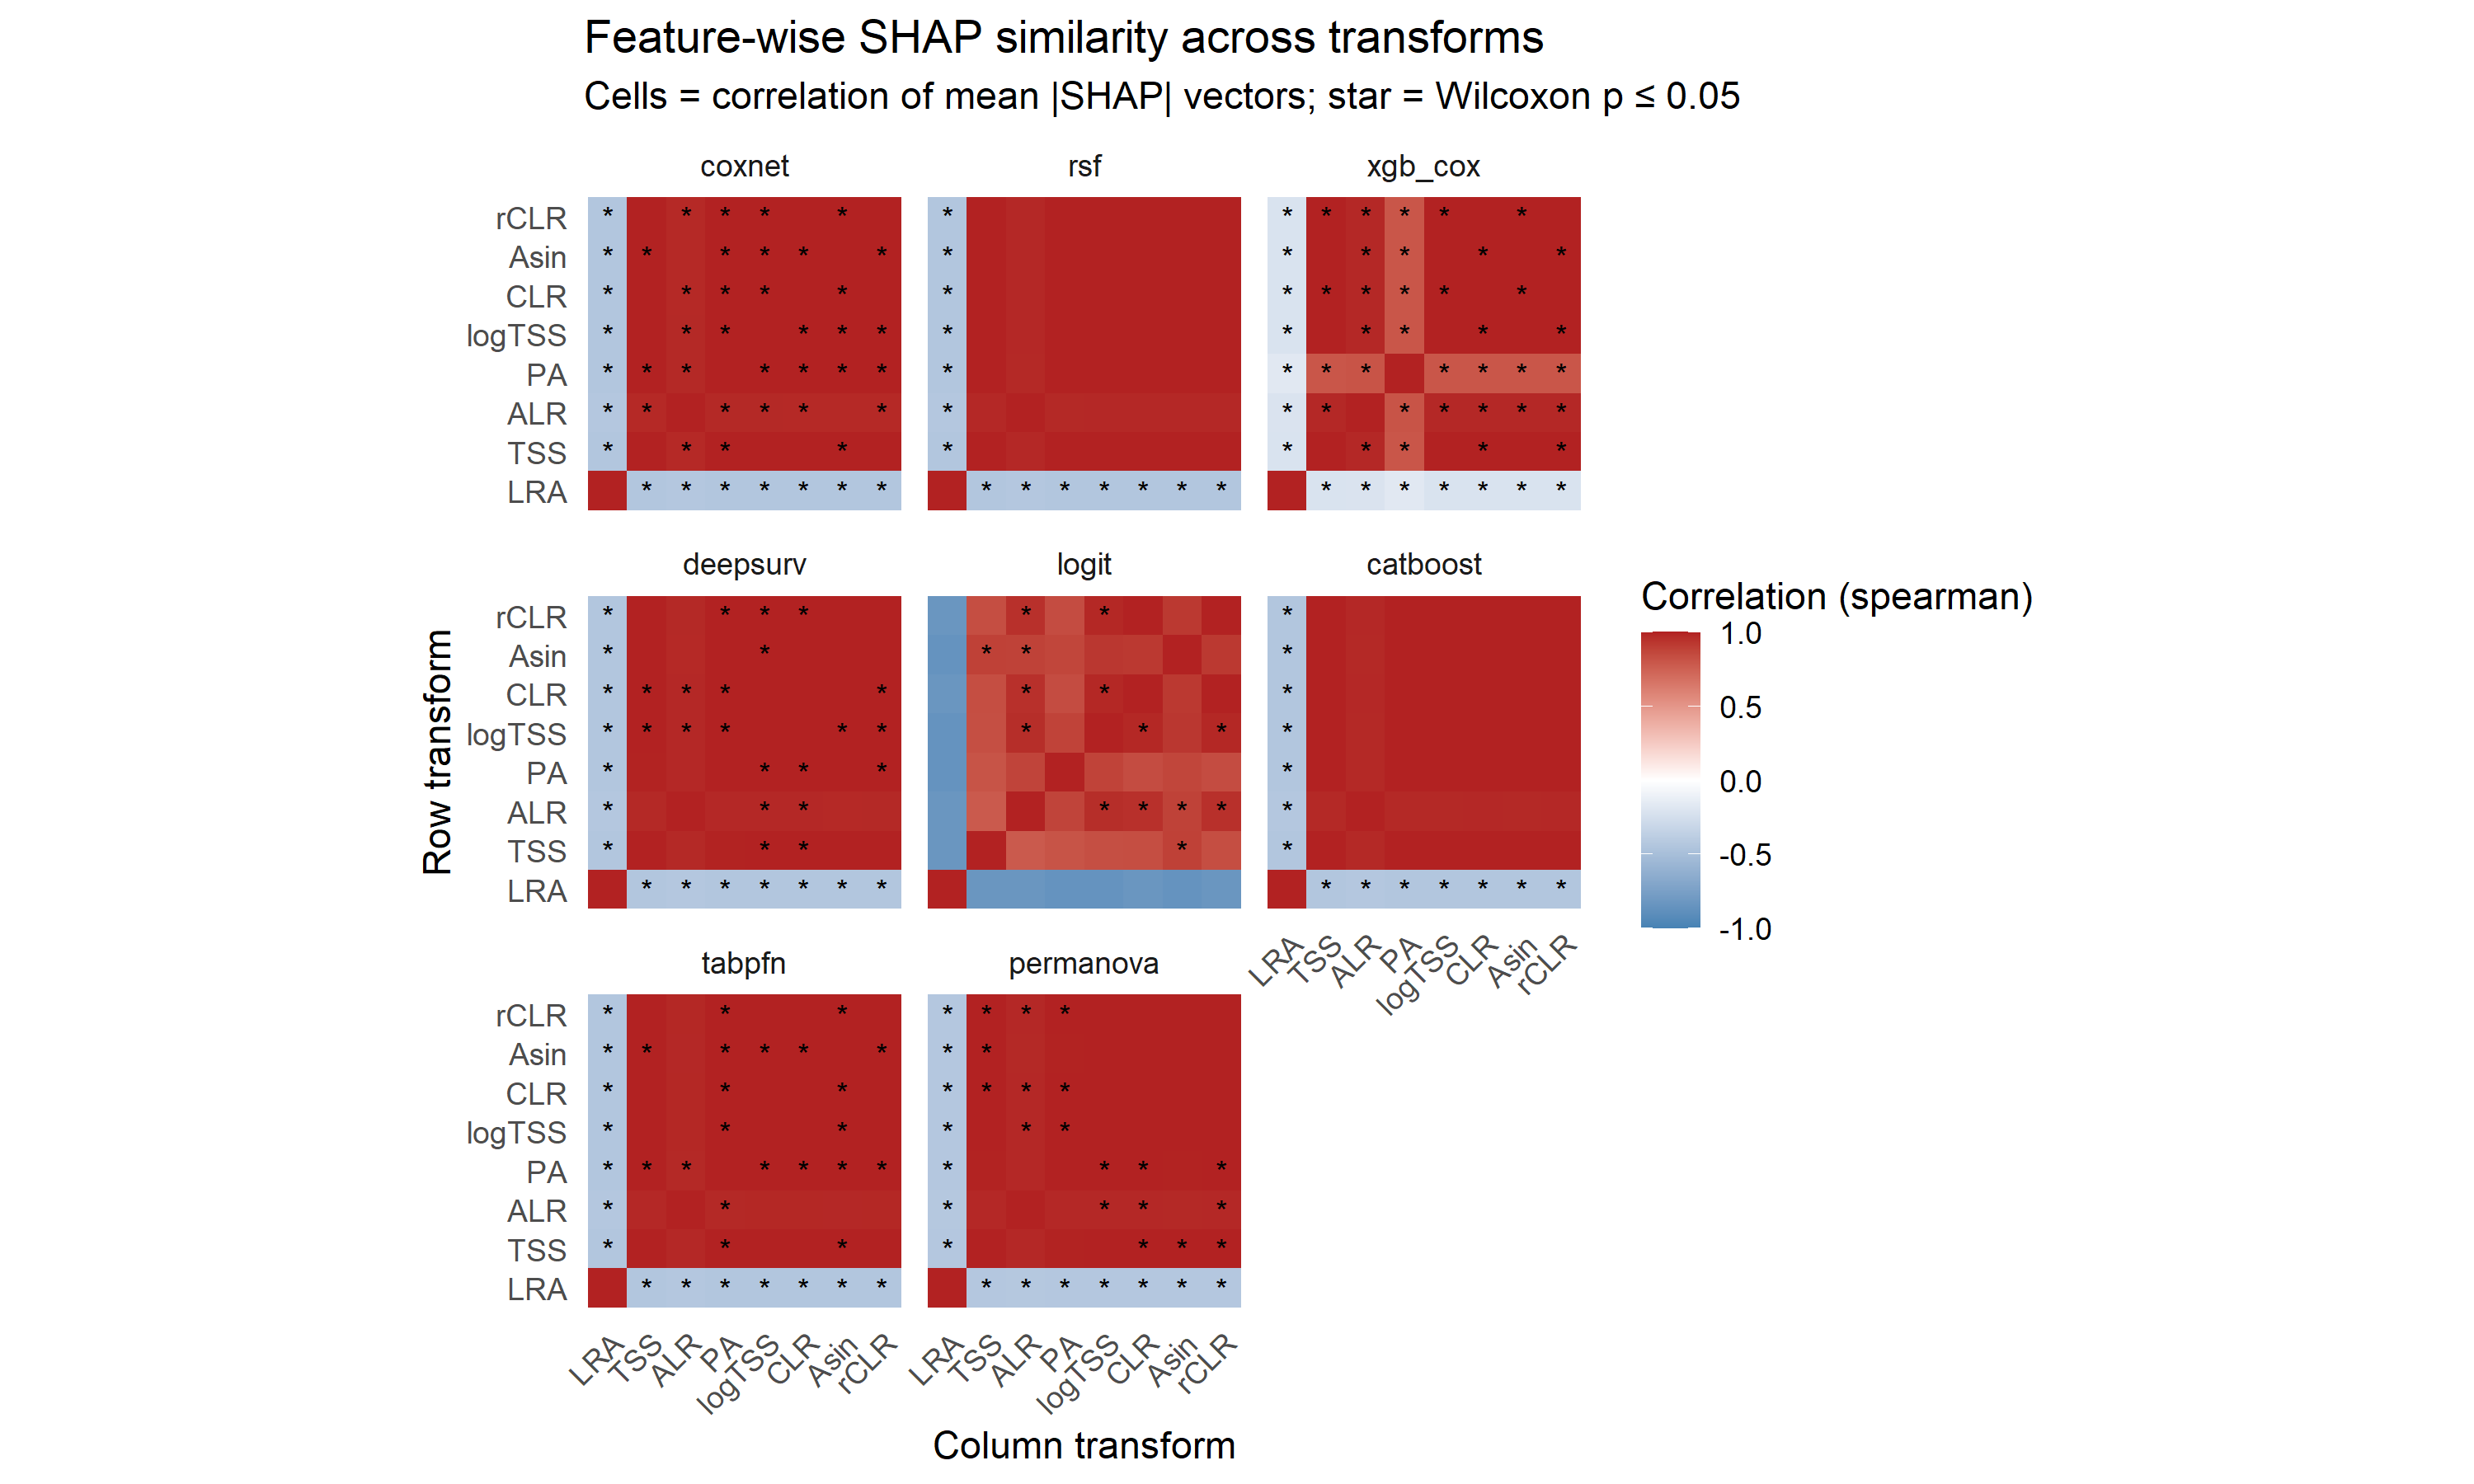 Feature-wise SHAP similarity across transforms
Cells = correlation of mean |SHAP| vectors; star = Wilcoxon p ≤ 0.05
coxnet
rsf
xgb_cox
rCLR
Asin
CLR
logTSS
PA
ALR
TSS
LRA
deepsurv
logit
catboost
rCLR
Asin
CLR
logTSS
PA
ALR
TSS
LRA
LRA
TSS
ALR
PA
logTSS
CLR
Asin
rCLR
tabpfn
permanova
rCLR
Asin
CLR
logTSS
PA
ALR
TSS
LRA
LRA
TSS
ALR
PA
logTSS
CLR
Asin
rCLR
LRA
TSS
ALR
PA
logTSS
CLR
Asin
rCLR
Row transform
Column transform
Correlation (spearman)
1.0
0.5
0.0
-0.5
-1.0